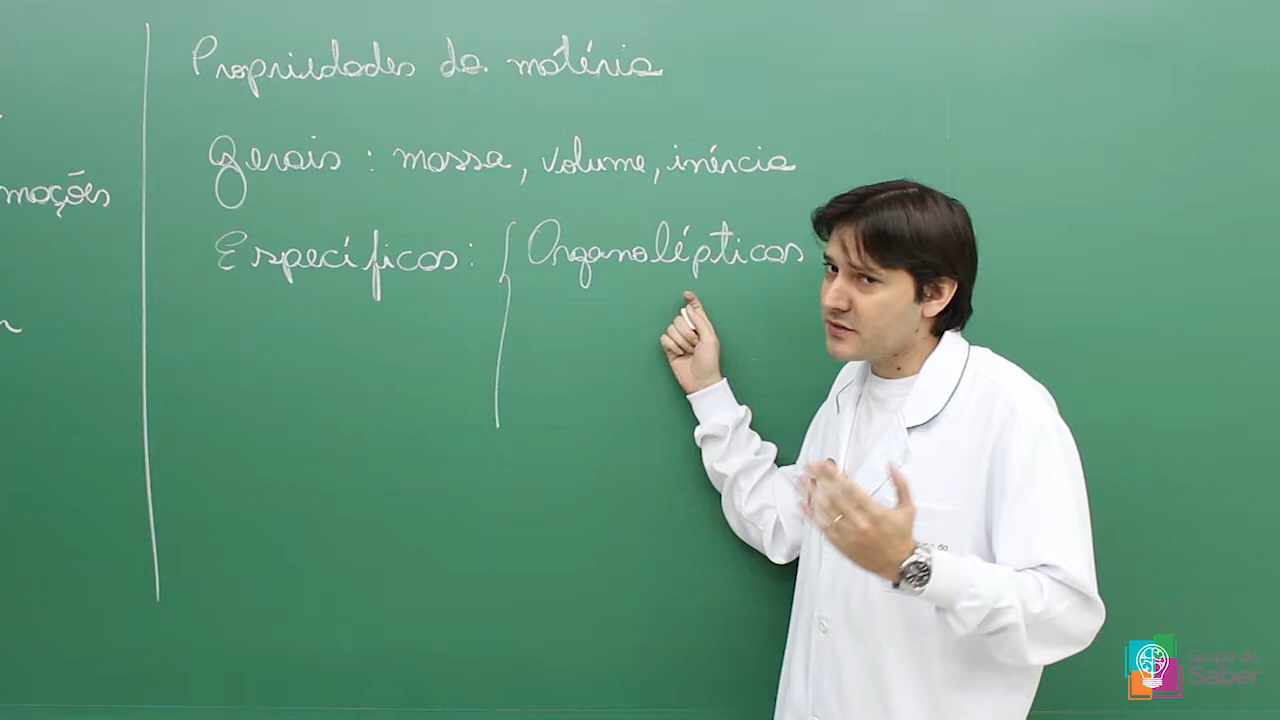 Propriedades da matéria
Gerais: massa, volume, inércia
mações
Específicas: { Organolépticas
Grupo do
Saber